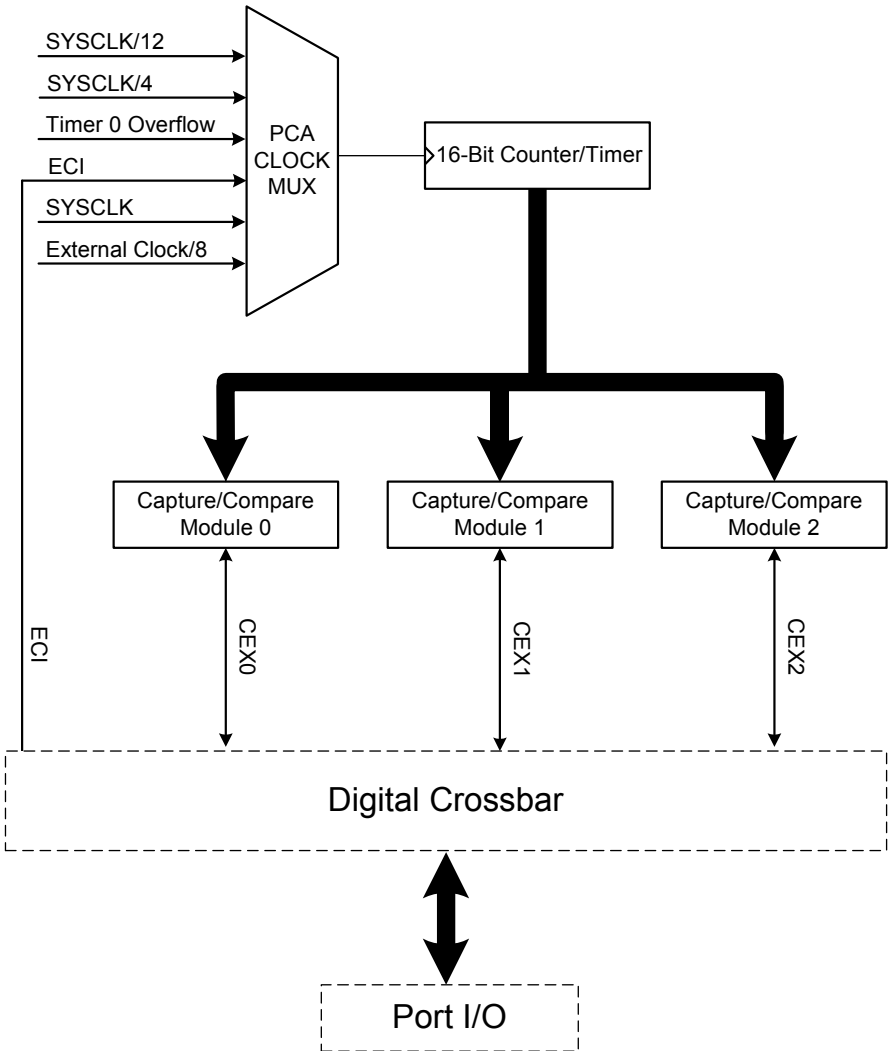 SYSCLK/12
SYSCLK/4
Timer 0 Overflow
ECI
SYSCLK
External Clock/8
PCA
CLOCK
MUX
16-Bit Counter/Timer
Capture/Compare
Module 0
Capture/Compare
Module 1
Capture/Compare
Module 2
ECI
CEX0
CEX1
CEX2
Digital Crossbar
Port I/O